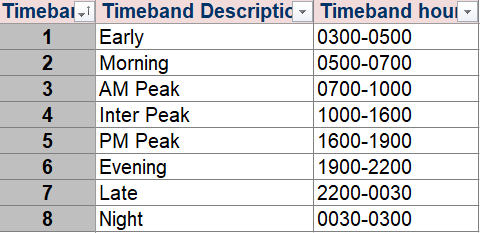 Timeban Timeband Descriptio Timeband hour
1 Early 0300-0500
2 Morning 0500-0700
3 AM Peak 0700-1000
4 Inter Peak 1000-1600
5 PM Peak 1600-1900
6 Evening 1900-2200
7 Late 2200-0030
8 Night 0030-0300